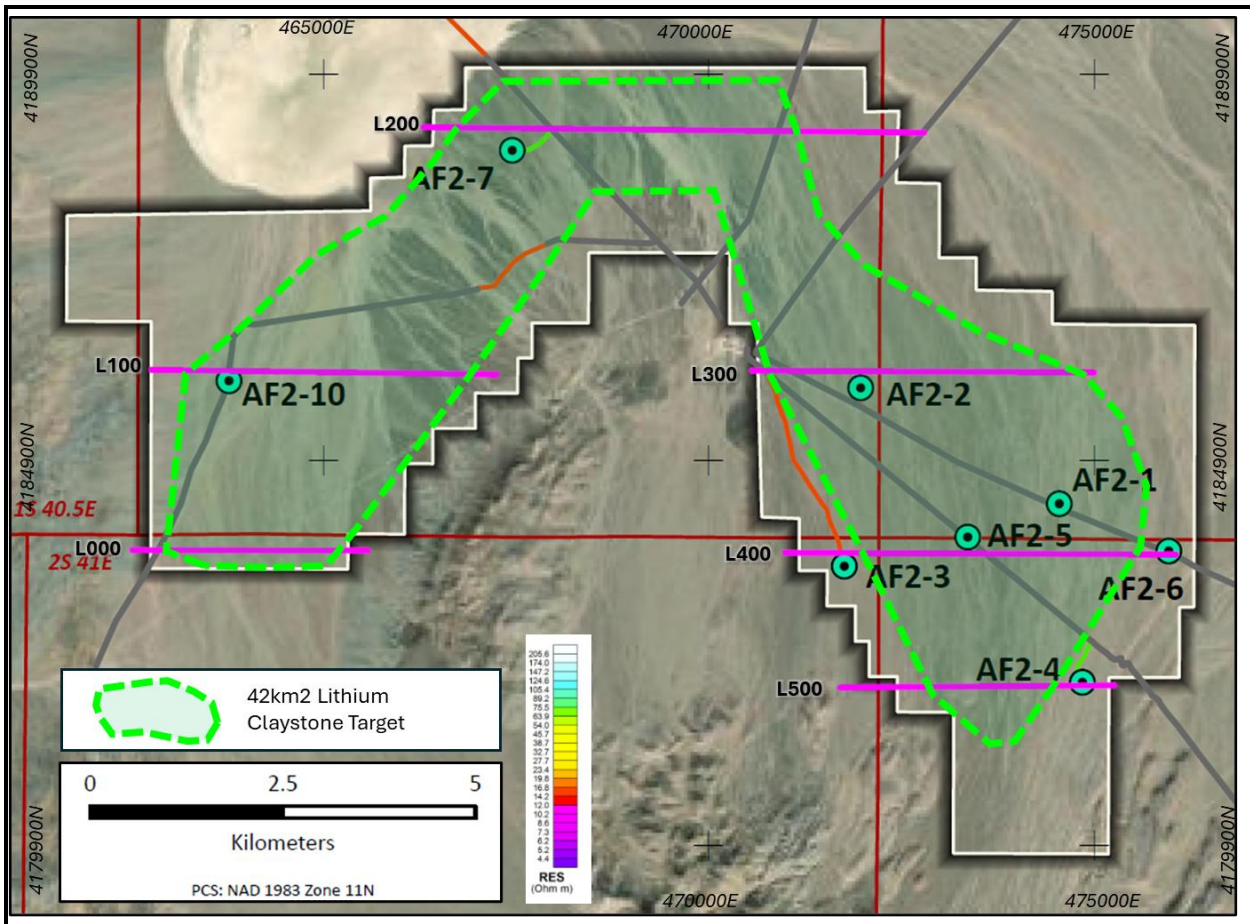 465000E
470000E
475000E
4189900N
4189900N
L200
AF2-7
L100
AF2-10
L300
AF2-2
4184900N
4184900N
AF2-1
1S 40.5E
AF2-5
L000
2S 41E
L400
AF2-3
AF2-6
AF2-4
L500
42km2 Lithium
Claystone Target
0 2.5 5
Kilometers
PCS: NAD 1983 Zone 11N
205.6
174.0
147.2
124.6
105.4
89.2
75.5
63.9
54.0
45.7
38.7
32.7
27.7
23.4
19.8
16.8
14.2
12.0
10.2
8.6
7.3
6.2
5.2
4.4
RES
(Ohm m)
4179900N
4179900N
470000E
475000E